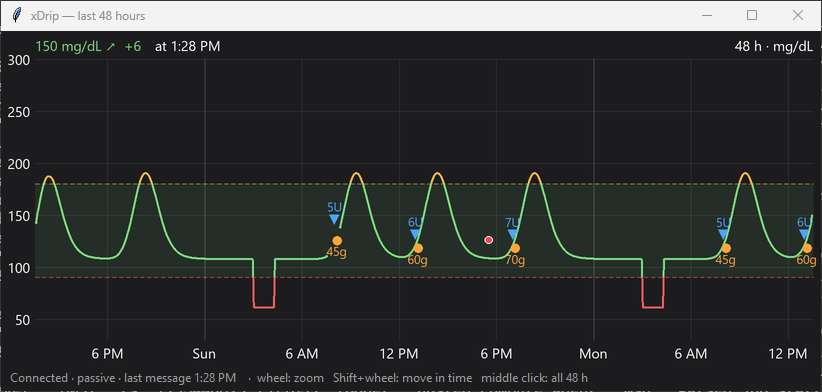 xDrip — last 48 hours
150 mg/dL ↗ +6 at 1:28 PM 48 h · mg/dL
300
250
200
150
100
50
5U
45g
6U
60g
7U
70g
5U
45g
6U
60g
6 PM Sun 6 AM 12 PM 6 PM Mon 6 AM 12 PM
Connected · passive · last message 1:28 PM · wheel: zoom Shift+wheel: move in time middle click: all 48 h